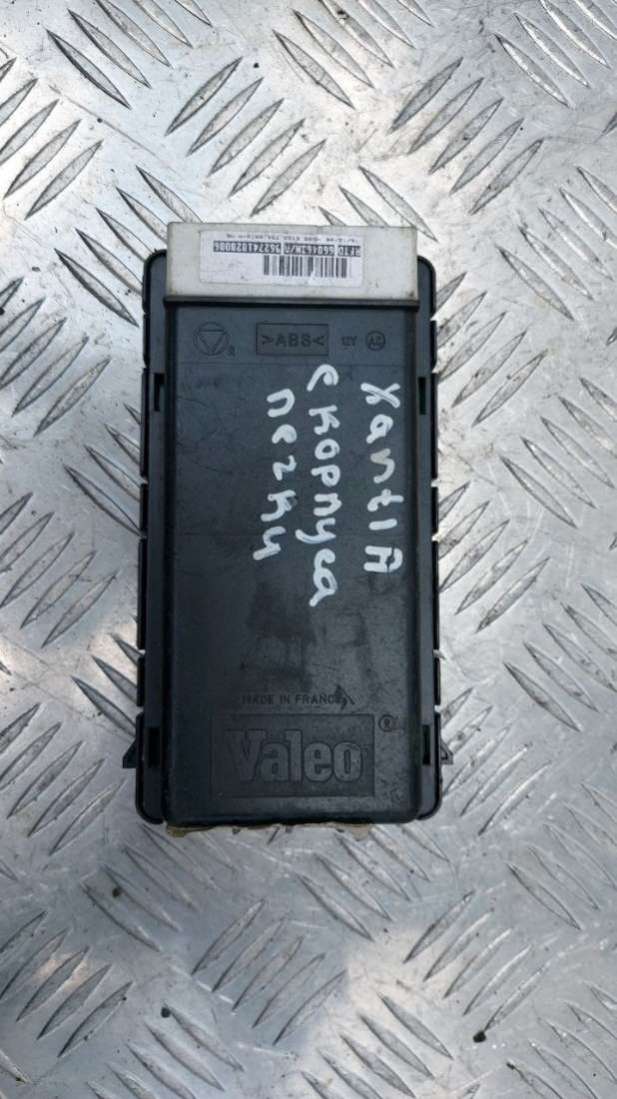 >ABS<
12V
XantIA
с корпуса
печки
MADE IN FRANCE
Valeo ®